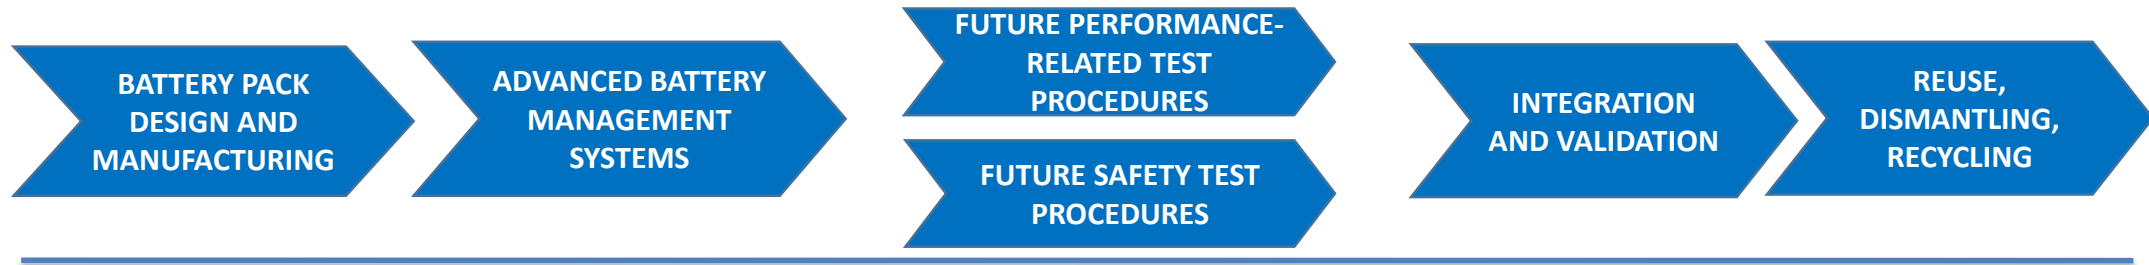 BATTERY PACK
DESIGN AND
MANUFACTURING
ADVANCED BATTERY
MANAGEMENT
SYSTEMS
FUTURE PERFORMANCE-
RELATED TEST
PROCEDURES
FUTURE SAFETY TEST
PROCEDURES
INTEGRATION
AND VALIDATION
REUSE,
DISMANTLING,
RECYCLING